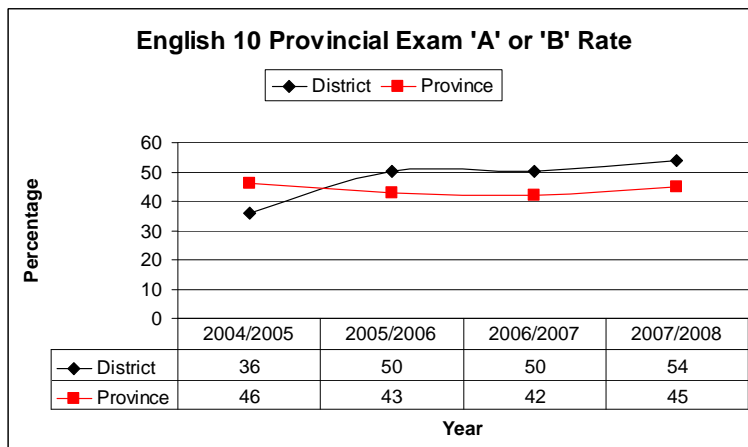 English 10 Provincial Exam 'A' or 'B' Rate
District Province
60
50
40
30
20
10
0
Percentage
2004/2005 2005/2006 2006/2007 2007/2008
District 36 50 50 54
Province 46 43 42 45
Year